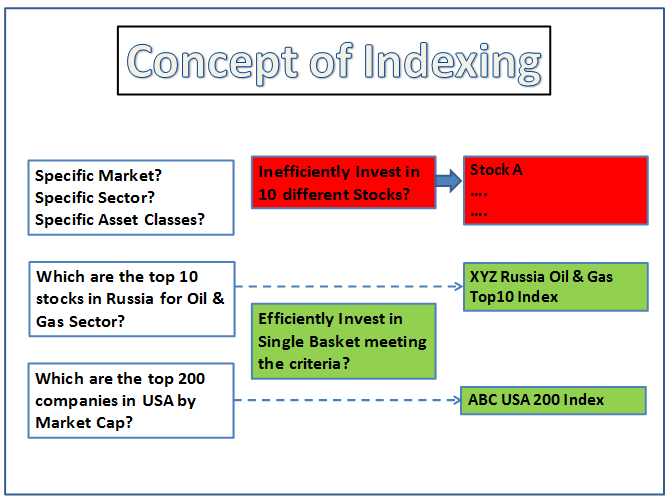 Concept of Indexing
Specific Market?
Specific Sector?
Specific Asset Classes?
Inefficiently Invest in
10 different Stocks?
Stock A
....
....
Which are the top 10
stocks in Russia for Oil &
Gas Sector?
XYZ Russia Oil & Gas
Top10 Index
Efficiently Invest in
Single Basket meeting
the criteria?
Which are the top 200
companies in USA by
Market Cap?
ABC USA 200 Index